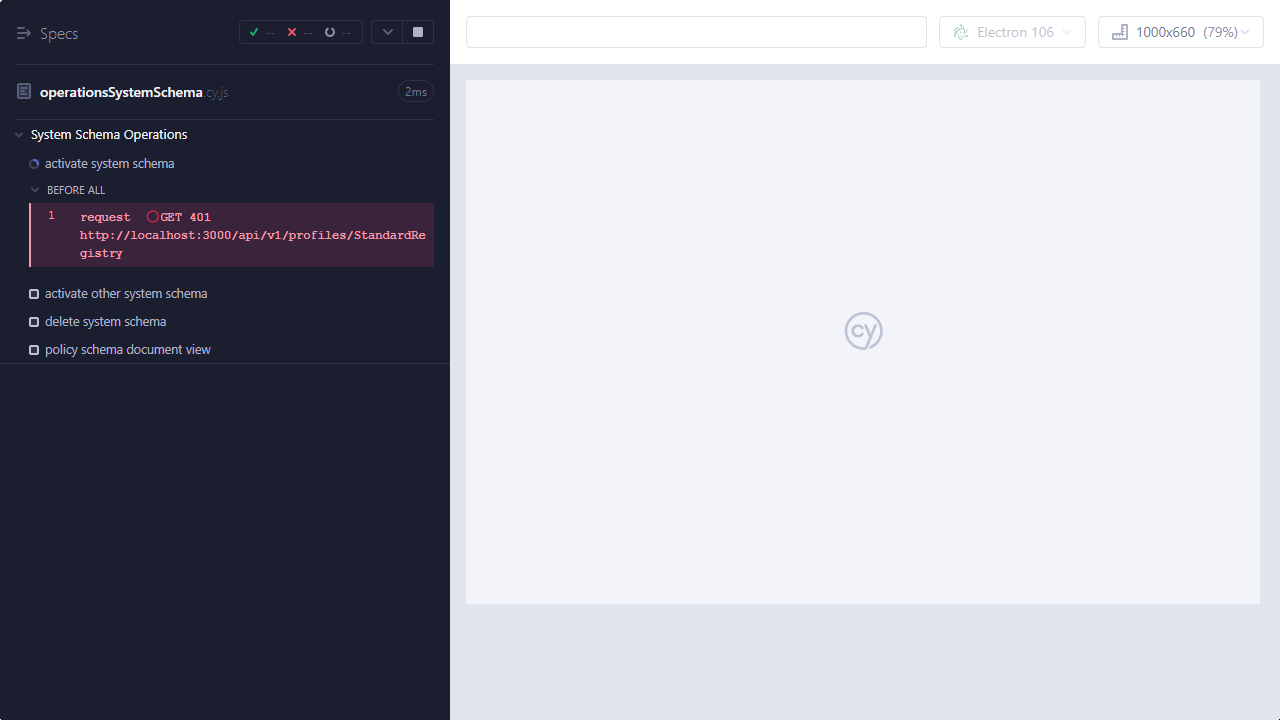 Specs
-- -- --
operationsSystemSchema.cy.js
2ms
System Schema Operations
activate system schema
BEFORE ALL
1 request GET 401
http://localhost:3000/api/v1/profiles/StandardRe
gistry
activate other system schema
delete system schema
policy schema document view
Electron 106
1000x660 (79%)
cy